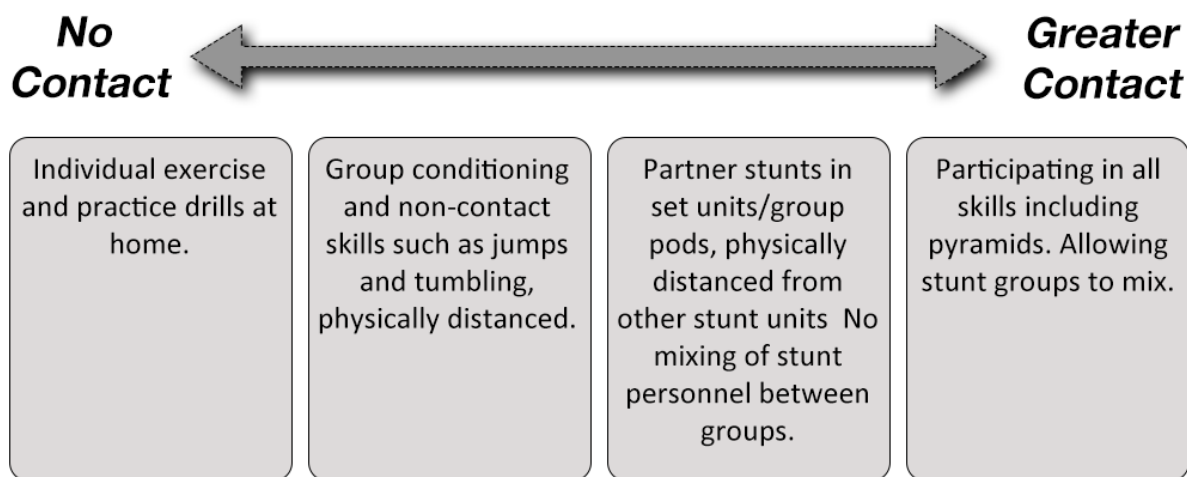 No
Contact
Greater
Contact
Individual exercise
and practice drills at
home.
Group conditioning
and non-contact
skills such as jumps
and tumbling,
physically distanced.
Partner stunts in
set units/group
pods, physically
distanced from
other stunt units  No
mixing of stunt
personnel between
groups.
Participating in all
skills including
pyramids. Allowing
stunt groups to mix.